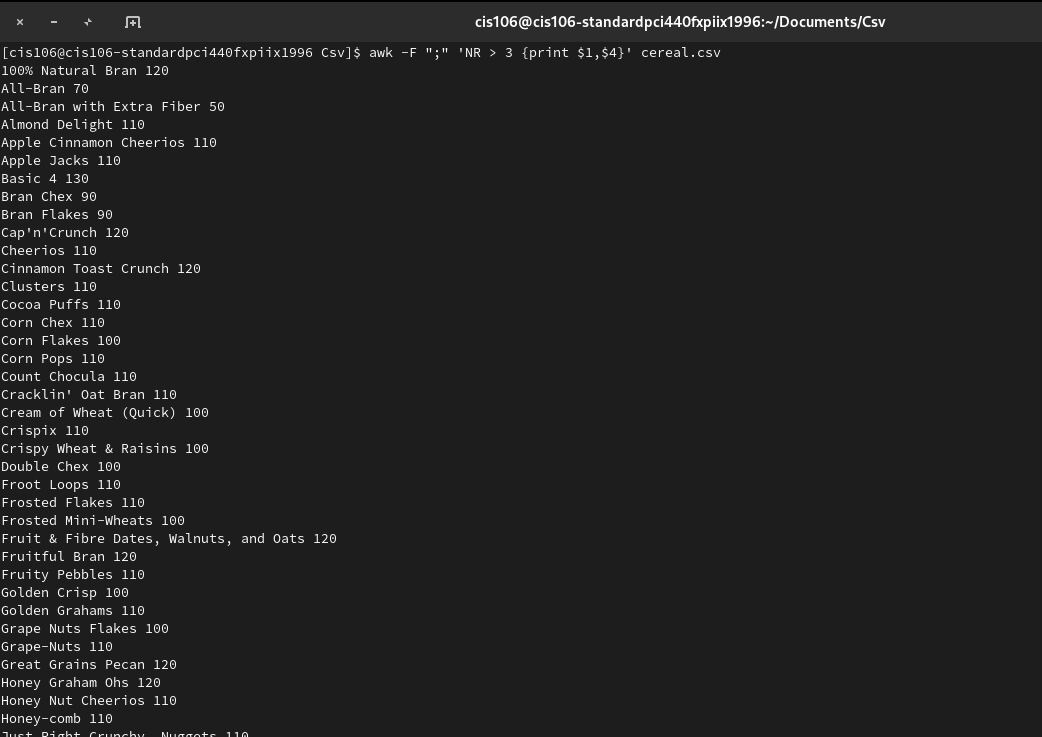 cis106@cis106-standardpci440fxpiix1996:~/Documents/Csv
[cis106@cis106-standardpci440fxpiix1996 Csv]$ awk -F ";" 'NR > 3 {print $1,$4}' cereal.csv
100% Natural Bran 120
All-Bran 70
All-Bran with Extra Fiber 50
Almond Delight 110
Apple Cinnamon Cheerios 110
Apple Jacks 110
Basic 4 130
Bran Chex 90
Bran Flakes 90
Cap'n'Crunch 120
Cheerios 110
Cinnamon Toast Crunch 120
Clusters 110
Cocoa Puffs 110
Corn Chex 110
Corn Flakes 100
Corn Pops 110
Count Chocula 110
Cracklin' Oat Bran 110
Cream of Wheat (Quick) 100
Crispix 110
Crispy Wheat & Raisins 100
Double Chex 100
Froot Loops 110
Frosted Flakes 110
Frosted Mini-Wheats 100
Fruit & Fibre Dates, Walnuts, and Oats 120
Fruitful Bran 120
Fruity Pebbles 110
Golden Crisp 100
Golden Grahams 110
Grape Nuts Flakes 100
Grape-Nuts 110
Great Grains Pecan 120
Honey Graham Ohs 120
Honey Nut Cheerios 110
Honey-comb 110
Just Right Crunchy  Nuggets 110